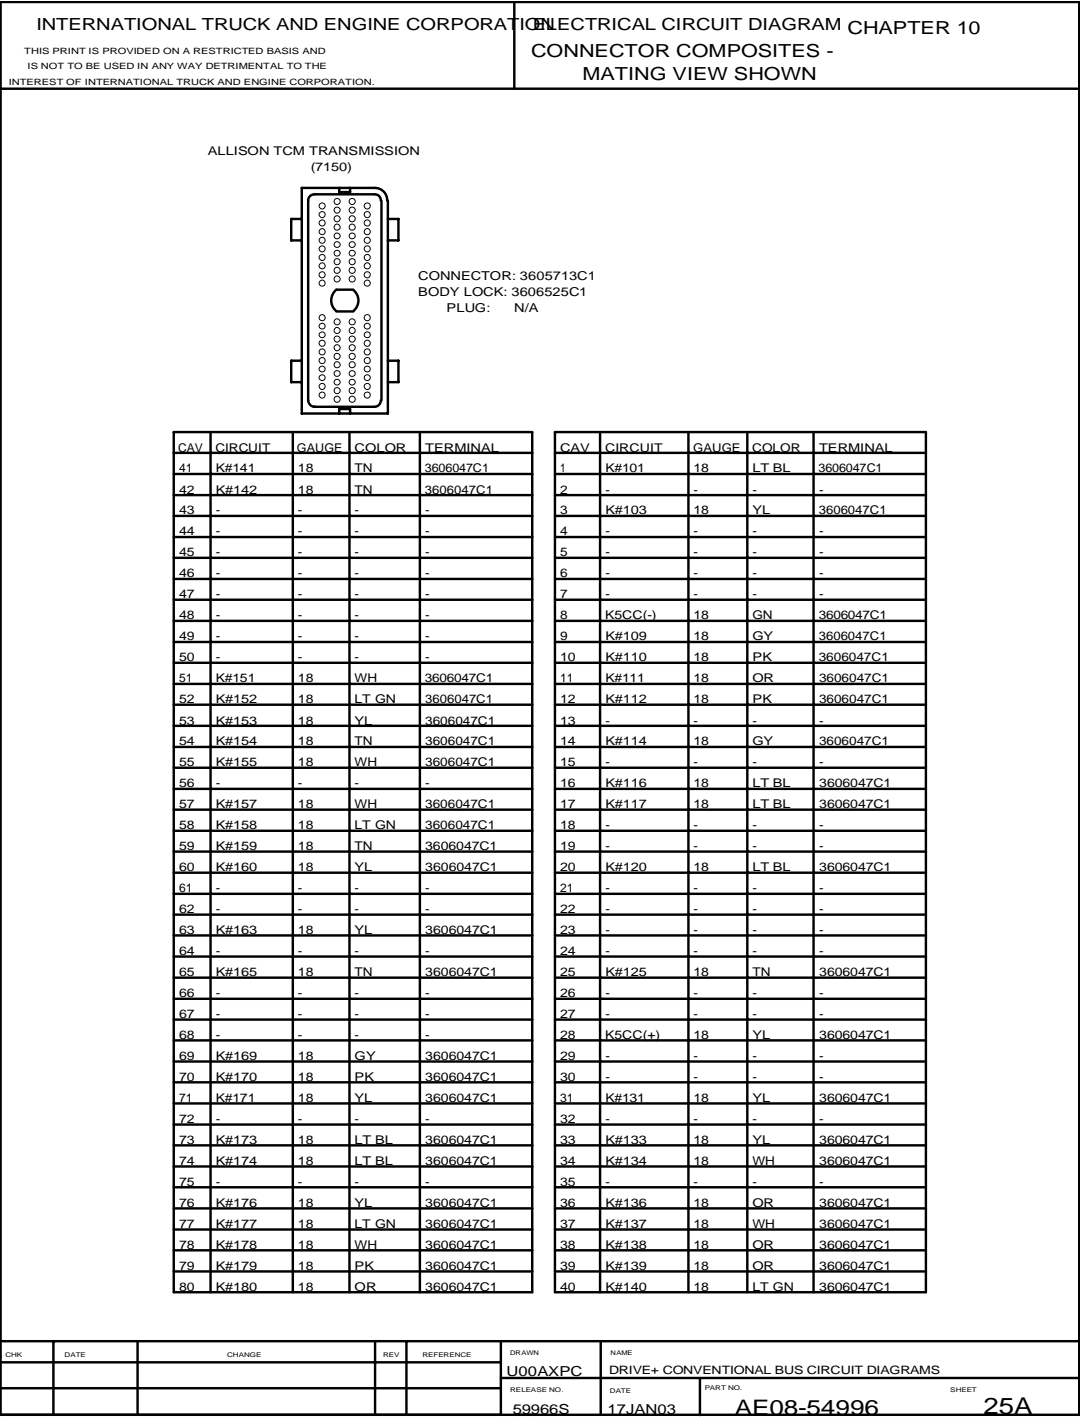 INTERNATIONAL TRUCK AND ENGINE CORPORATION
THIS PRINT IS PROVIDED ON A RESTRICTED BASIS AND
IS NOT TO BE USED IN ANY WAY DETRIMENTAL TO THE
INTEREST OF INTERNATIONAL TRUCK AND ENGINE CORPORATION.
ELECTRICAL CIRCUIT DIAGRAM CHAPTER 10
CONNECTOR COMPOSITES -
MATING VIEW SHOWN
ALLISON TCM TRANSMISSION
(7150)
CONNECTOR: 3605713C1
BODY LOCK: 3606525C1
PLUG: N/A
CAV CIRCUIT GAUGE COLOR TERMINAL
41 K#141 18 TN 3606047C1
42 K#142 18 TN 3606047C1
43 - - - -
44 - - - -
45 - - - -
46 - - - -
47 - - - -
48 - - - -
49 - - - -
50 - - - -
51 K#151 18 WH 3606047C1
52 K#152 18 LT GN 3606047C1
53 K#153 18 YL 3606047C1
54 K#154 18 TN 3606047C1
55 K#155 18 WH 3606047C1
56 - - - -
57 K#157 18 WH 3606047C1
58 K#158 18 LT GN 3606047C1
59 K#159 18 TN 3606047C1
60 K#160 18 YL 3606047C1
61 - - - -
62 - - - -
63 K#163 18 YL 3606047C1
64 - - - -
65 K#165 18 TN 3606047C1
66 - - - -
67 - - - -
68 - - - -
69 K#169 18 GY 3606047C1
70 K#170 18 PK 3606047C1
71 K#171 18 YL 3606047C1
72 - - - -
73 K#173 18 LT BL 3606047C1
74 K#174 18 LT BL 3606047C1
75 - - - -
76 K#176 18 YL 3606047C1
77 K#177 18 LT GN 3606047C1
78 K#178 18 WH 3606047C1
79 K#179 18 PK 3606047C1
80 K#180 18 OR 3606047C1
CAV CIRCUIT GAUGE COLOR TERMINAL
1 K#101 18 LT BL 3606047C1
2 - - - -
3 K#103 18 YL 3606047C1
4 - - - -
5 - - - -
6 - - - -
7 - - - -
8 K5CC(-) 18 GN 3606047C1
9 K#109 18 GY 3606047C1
10 K#110 18 PK 3606047C1
11 K#111 18 OR 3606047C1
12 K#112 18 PK 3606047C1
13 - - - -
14 K#114 18 GY 3606047C1
15 - - - -
16 K#116 18 LT BL 3606047C1
17 K#117 18 LT BL 3606047C1
18 - - - -
19 - - - -
20 K#120 18 LT BL 3606047C1
21 - - - -
22 - - - -
23 - - - -
24 - - - -
25 K#125 18 TN 3606047C1
26 - - - -
27 - - - -
28 K5CC(+) 18 YL 3606047C1
29 - - - -
30 - - - -
31 K#131 18 YL 3606047C1
32 - - - -
33 K#133 18 YL 3606047C1
34 K#134 18 WH 3606047C1
35 - - - -
36 K#136 18 OR 3606047C1
37 K#137 18 WH 3606047C1
38 K#138 18 OR 3606047C1
39 K#139 18 OR 3606047C1
40 K#140 18 LT GN 3606047C1
CHK DATE CHANGE REV REFERENCE
DRAWN
U00AXPC
NAME
DRIVE+ CONVENTIONAL BUS CIRCUIT DIAGRAMS
RELEASE NO.
59966S
DATE
17JAN03
PART NO.
AE08-54996
SHEET
25A